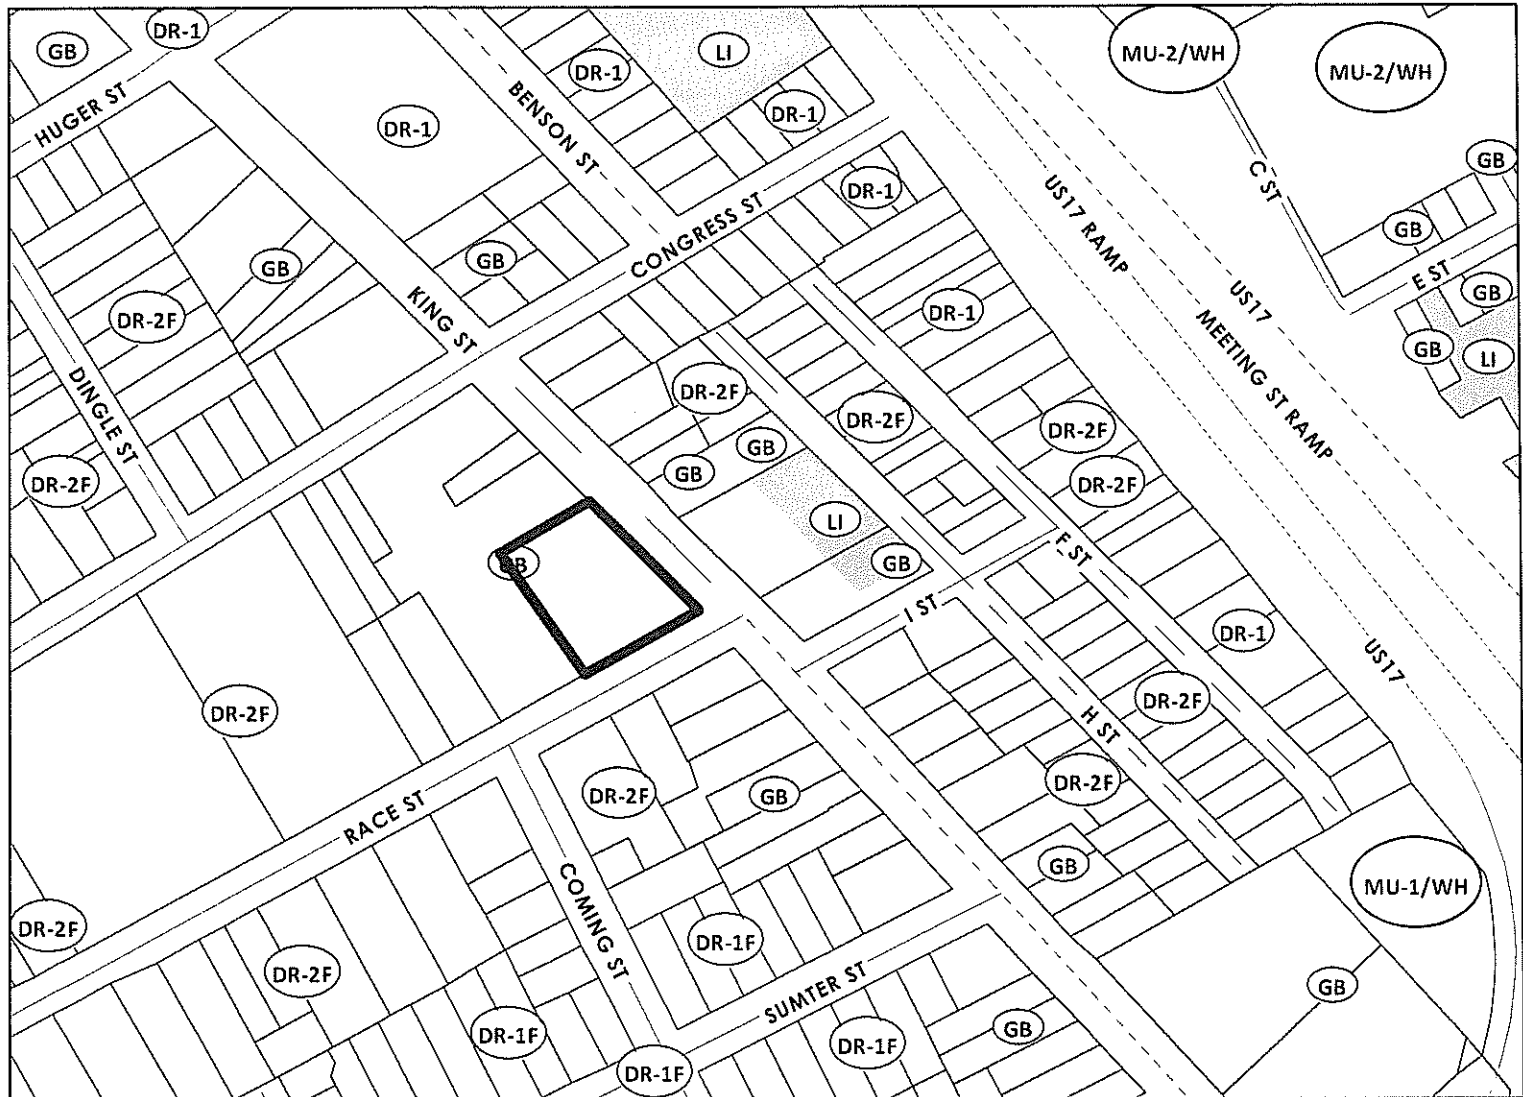 GB
DR-1
HUGER ST
DR-1
BENSON ST
DR-1
LI
DR-1
MU-2/WH
MU-2/WH
GB
C ST
US17 RAMP
DR-1
CONGRESS ST
GB
GB
KING ST
DR-2F
DINGLE ST
DR-2F
DR-1
US17
MEETING ST RAMP
GB
E ST
GB
GB
LI
DR-2F
DR-2F
GB
GB
LI
GB
DR-2F
DR-2F
F ST
GB
I ST
DR-1
US17
DR-2F
H ST
DR-2F
DR-2F
RACE ST
DR-2F
GB
GB
MU-1/WH
COMING ST
DR-2F
DR-2F
DR-1F
SUMTER ST
DR-1F
DR-1F
DR-1F
GB
GB